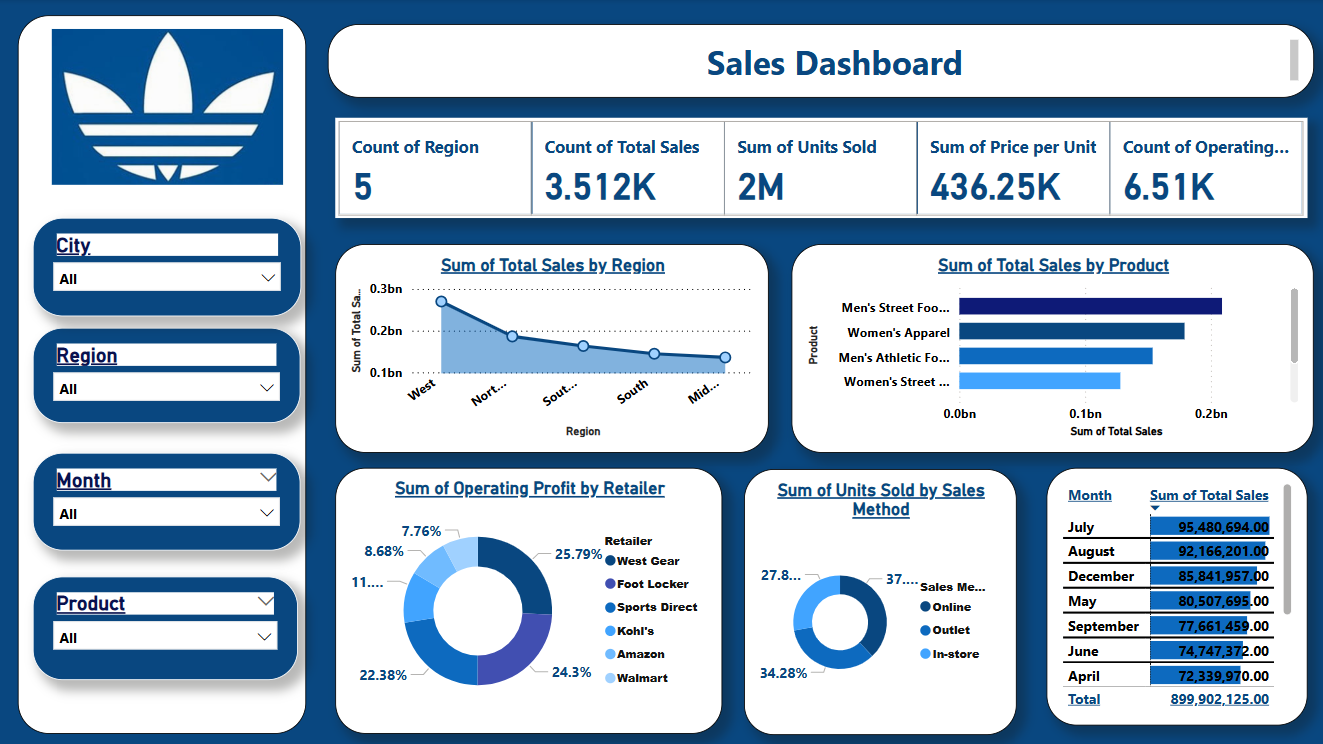 Sales Dashboard
Count of Region
5
Count of Total Sales
3.512K
Sum of Units Sold
2M
Sum of Price per Unit
436.25K
Count of Operating...
6.51K
City
All
Region
All
Month
All
Product
All
Sum of Total Sales by Region
Sum of Total Sa...
0.3bn
0.2bn
0.1bn
West
Nort...
Sout...
South
Mid...
Region
Sum of Total Sales by Product
Product
Men's Street Foo...
Women's Apparel
Men's Athletic Fo...
Women's Street ...
0.0bn
0.1bn
0.2bn
Sum of Total Sales
Sum of Operating Profit by Retailer
7.76%
8.68%
11....
22.38%
25.79%
24.3%
Retailer
West Gear
Foot Locker
Sports Direct
Kohl's
Amazon
Walmart
Sum of Units Sold by Sales
Method
27.8...
37....
34.28%
Sales Me...
Online
Outlet
In-store
Month Sum of Total Sales
July 95,480,694.00
August 92,166,201.00
December 85,841,957.00
May 80,507,695.00
September 77,661,459.00
June 74,747,372.00
April 72,339,970.00
Total 899,902,125.00